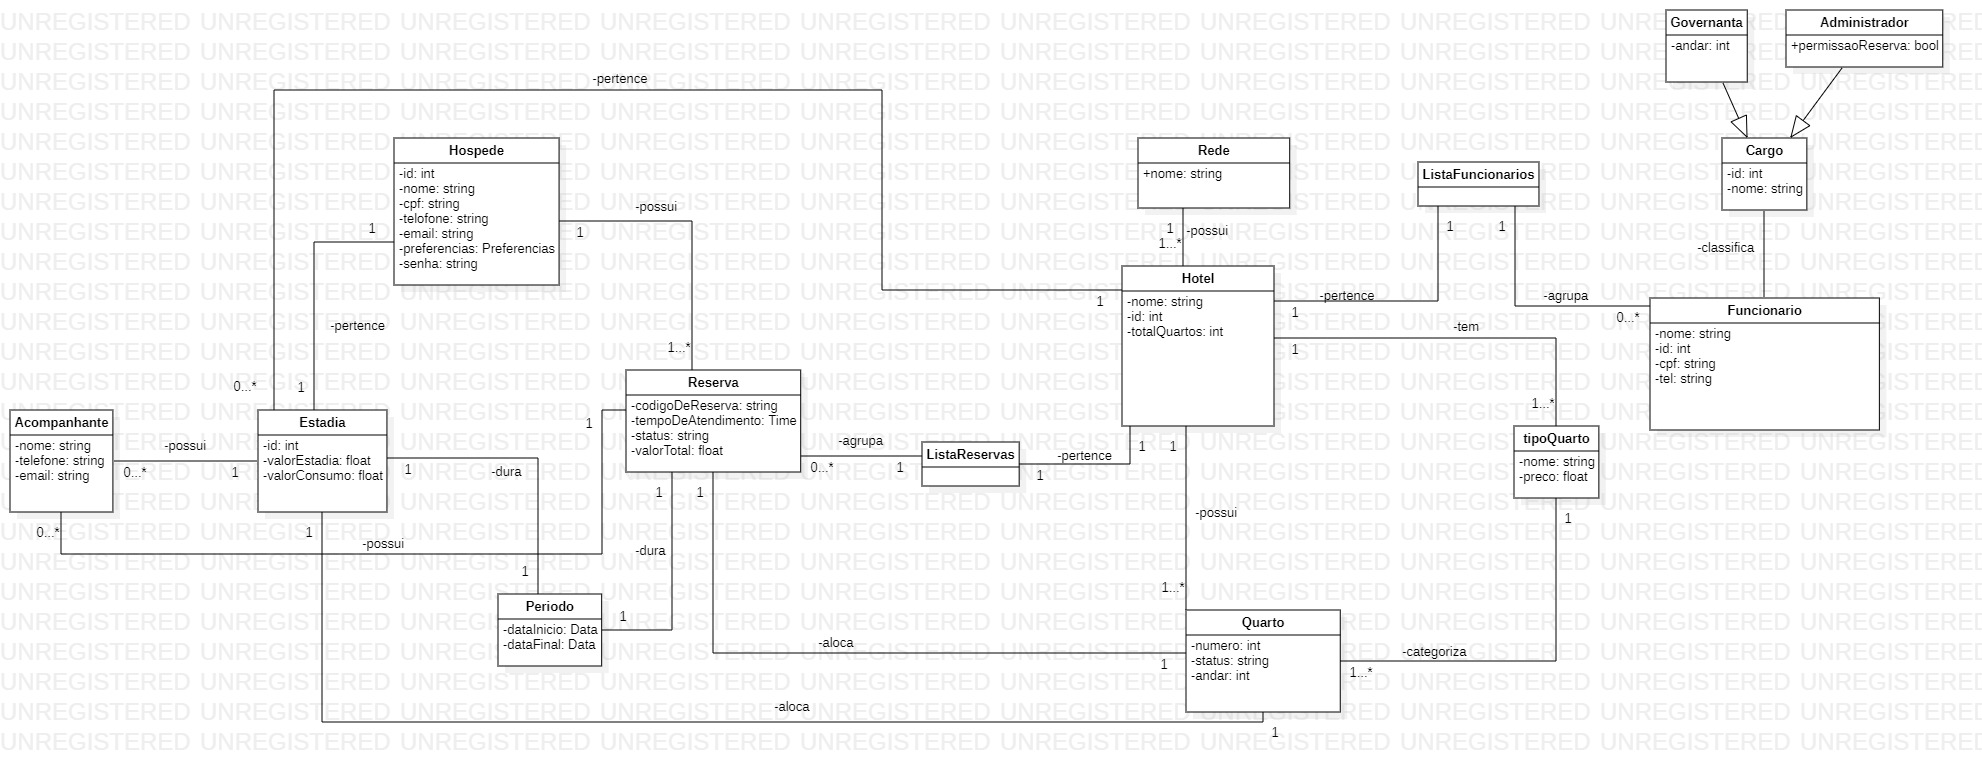 UNREGISTERED
Governanta
-andar: int
Administrador
+permissaoReserva: bool
-pertence
Hospede
-id: int
-nome: string
-cpf: string
-telofone: string
-email: string
-preferencias: Preferencias
-senha: string
1
-possui
1
1...*
1
-pertence
1
0...*
Rede
+nome: string
1
-possui
1...*
ListaFuncionarios
1
1
Cargo
-id: int
-nome: string
-classifica
Hotel
-nome: string
-id: int
-totalQuartos: int
1
-pertence
1
-agrupa
0...*
-tem
1
1...*
Funcionario
-nome: string
-id: int
-cpf: string
-tel: string
Reserva
-codigoDeReserva: string
-tempoDeAtendimento: Time
-status: string
-valorTotal: float
1
Acompanhante
-nome: string
-telefone: string
-email: string
-possui
0...*
1
Estadia
-id: int
-valorEstadia: float
-valorConsumo: float
1
-dura
-agrupa
0...*
1
ListaReservas
-pertence
1
1
1
tipoQuarto
-nome: string
-preco: float
1
0...*
-possui
1
1
1
-dura
1
1
-possui
1...*
Periodo
-dataInicio: Data
-dataFinal: Data
-aloca
1
Quarto
-numero: int
-status: string
-andar: int
-categoriza
1...*
-aloca
1